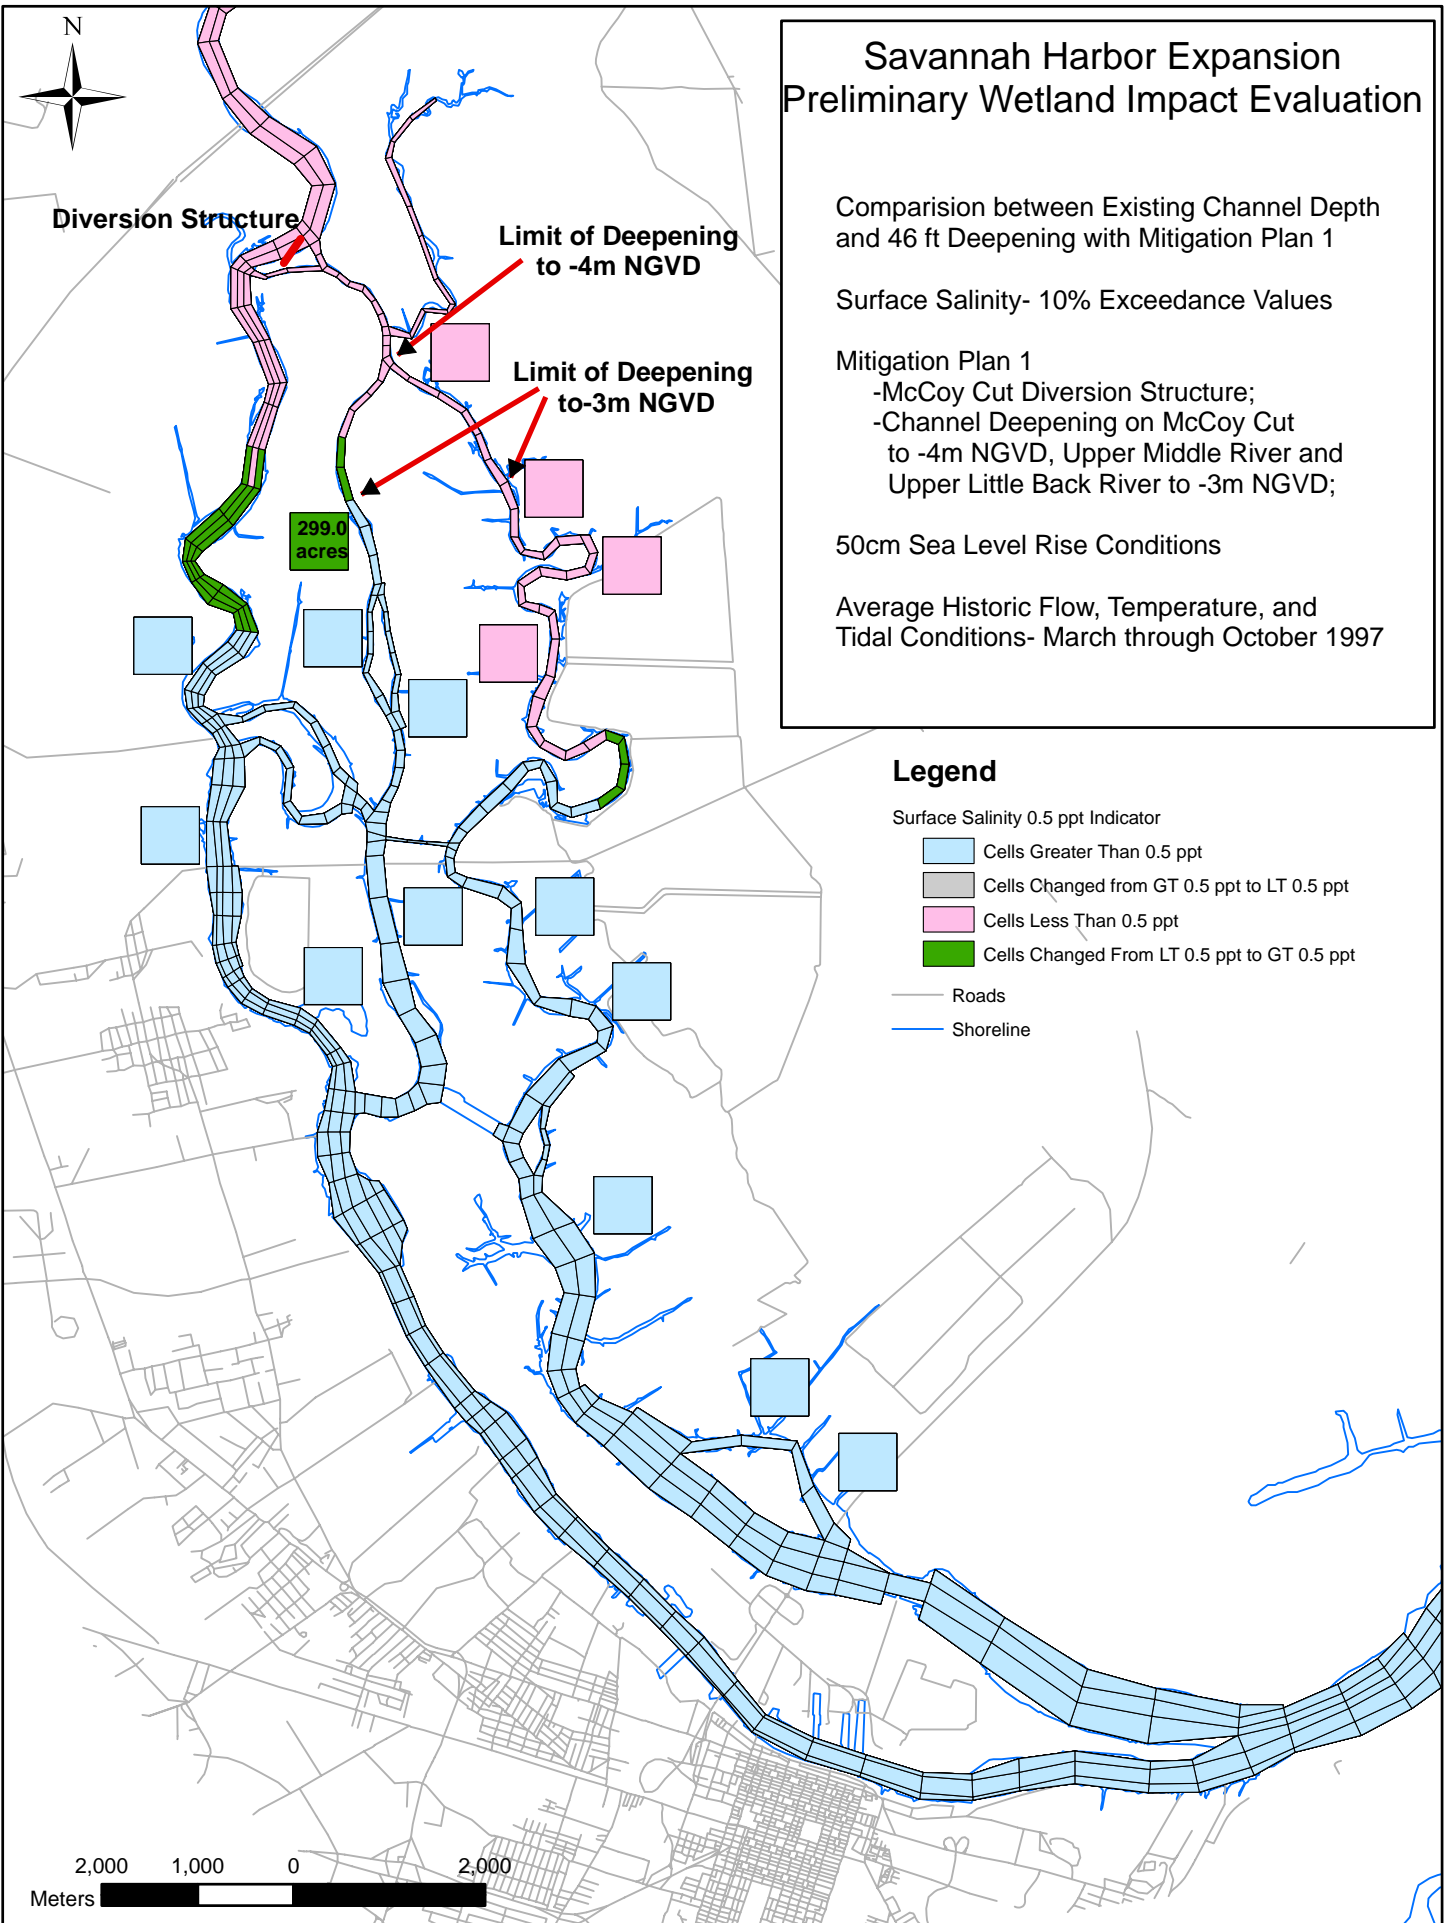 N
Savannah Harbor Expansion
Preliminary Wetland Impact Evaluation
Comparision between Existing Channel Depth
and 46 ft Deepening with Mitigation Plan 1
Surface Salinity- 10% Exceedance Values
Mitigation Plan 1
-McCoy Cut Diversion Structure;
-Channel Deepening on McCoy Cut
to -4m NGVD, Upper Middle River and
Upper Little Back River to -3m NGVD;
50cm Sea Level Rise Conditions
Average Historic Flow, Temperature, and
Tidal Conditions- March through October 1997
Diversion Structure
Limit of Deepening
to -4m NGVD
Limit of Deepening
to-3m NGVD
299.0
acres
Legend
Surface Salinity 0.5 ppt Indicator
Cells Greater Than 0.5 ppt
Cells Changed from GT 0.5 ppt to LT 0.5 ppt
Cells Less Than 0.5 ppt
Cells Changed From LT 0.5 ppt to GT 0.5 ppt
Roads
Shoreline
2,000 1,000 0 2,000
Meters